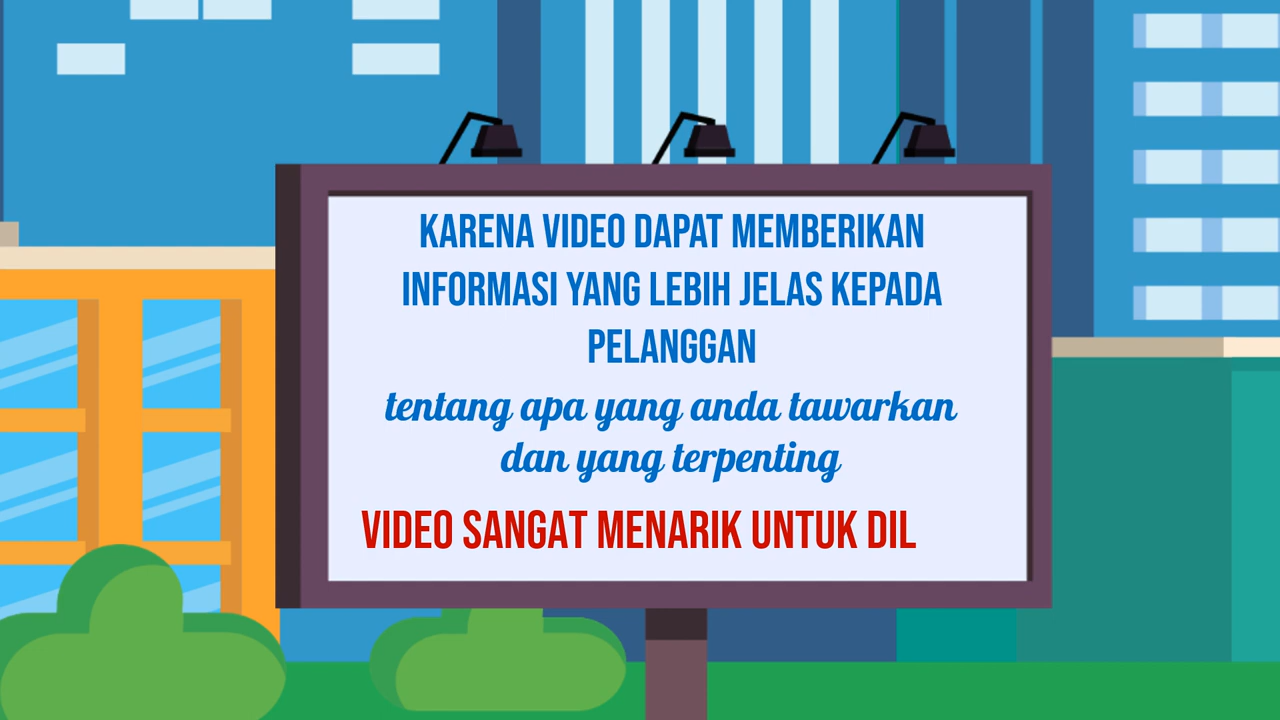 KARENA VIDEO DAPAT MEMBERIKAN
INFORMASI YANG LEBIH JELAS KEPADA
PELANGGAN
tentang apa yang anda tawarkan
dan yang terpenting
VIDEO SANGAT MENARIK UNTUK DIL